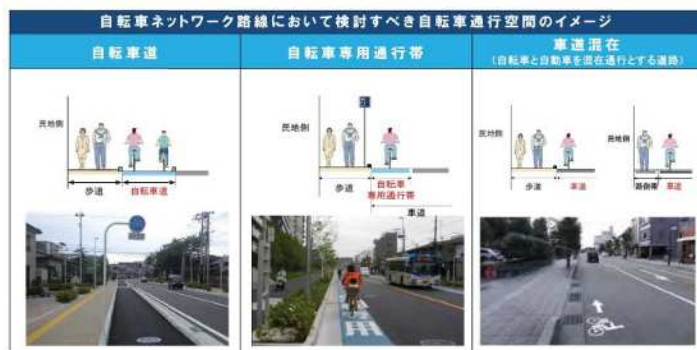 自転車ネットワーク路線において検討すべき自転車通行空間のイメージ
自転車道
自転車専用通行帯
車道混在
(自転車と自動車を混在通行とする道路)
民地側
歩道
自転車道
民地側
歩道
自転車
専用通行帯
車道
民地側
歩道
車道
民地側
路側帯
車道
専用